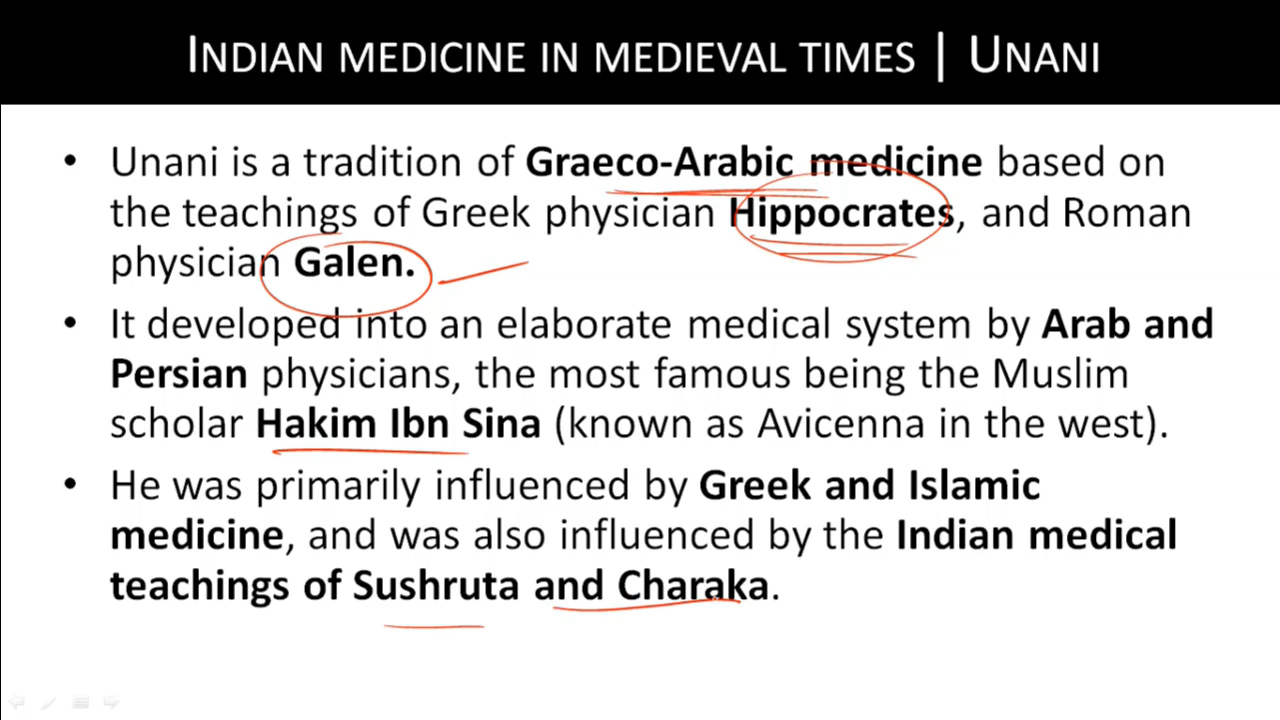 INDIAN MEDICINE IN MEDIEVAL TIMES | UNANI
• Unani is a tradition of Graeco-Arabic medicine based on
the teachings of Greek physician Hippocrates, and Roman
physician Galen.
• It developed into an elaborate medical system by Arab and
Persian physicians, the most famous being the Muslim
scholar Hakim Ibn Sina (known as Avicenna in the west).
• He was primarily influenced by Greek and Islamic
medicine, and was also influenced by the Indian medical
teachings of Sushruta and Charaka.